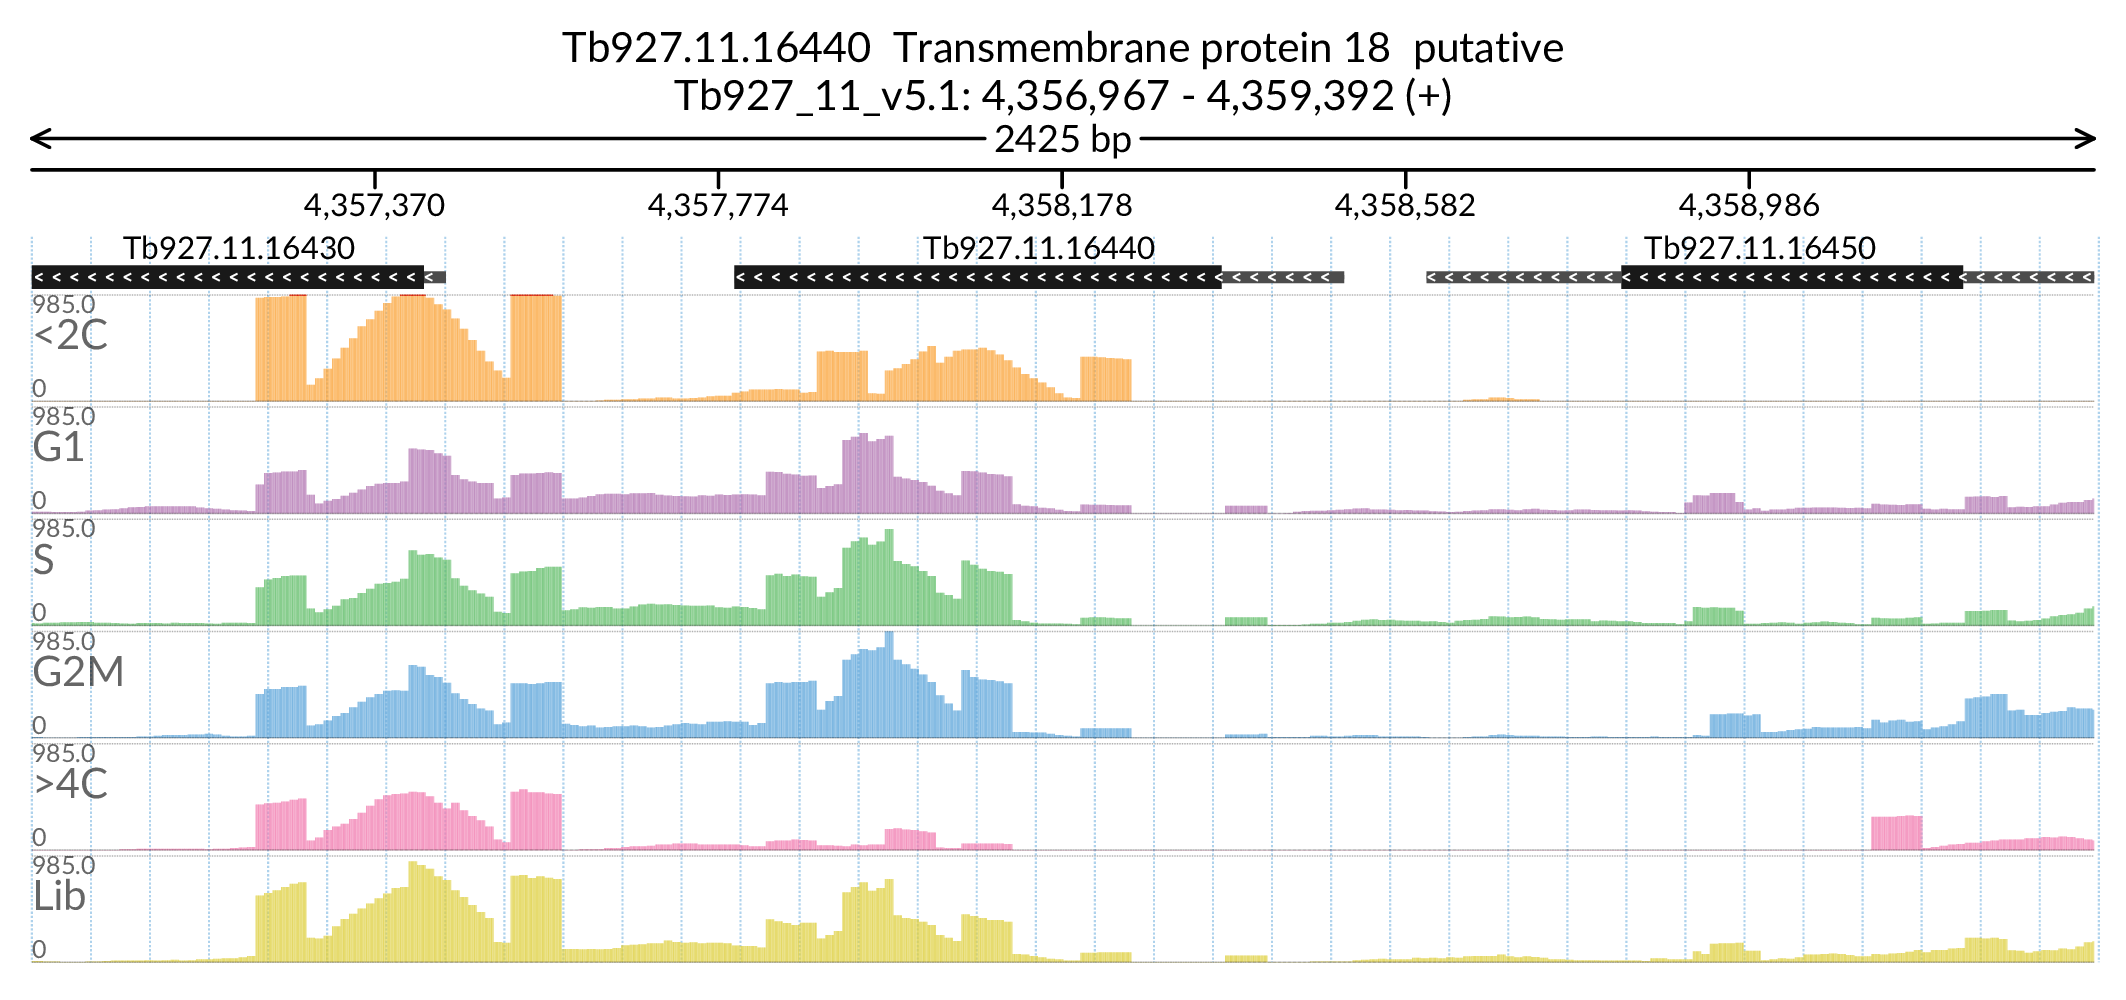 Tb927.11.16440 Transmembrane protein 18 putative
Tb927_11_v5.1: 4,356,967 - 4,359,392 (+)
2425 bp
4,357,370 4,357,774 4,358,178 4,358,582 4,358,986
Tb927.11.16430 Tb927.11.16440 Tb927.11.16450
985.0
<2C
0
985.0
G1
0
985.0
S
0
985.0
G2M
0
985.0
>4C
0
985.0
Lib
0